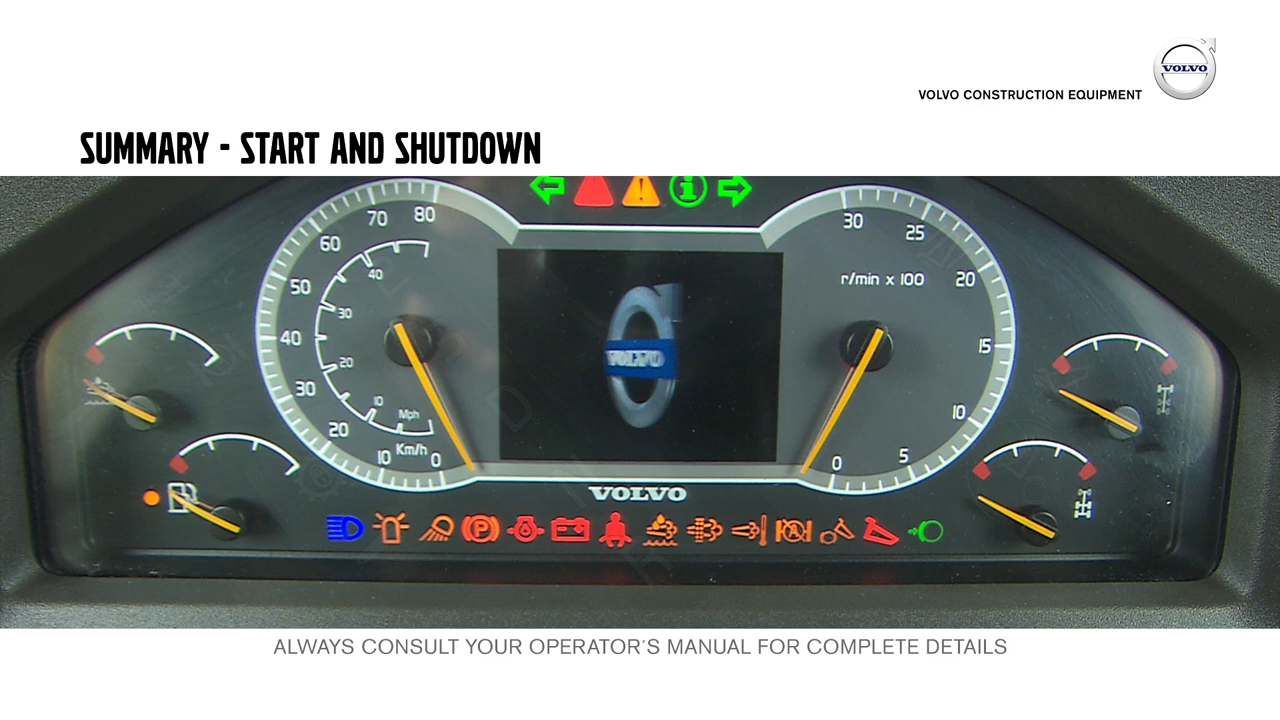 VOLVO
VOLVO CONSTRUCTION EQUIPMENT
SUMMARY - START AND SHUTDOWN
80
70
60
50
40
30
20
10
0
40
30
20
10
Mph
Km/h
VOLVO
30
25
20
15
10
5
0
r/min x 100
VOLVO
P
A
ALWAYS CONSULT YOUR OPERATOR´S MANUAL FOR COMPLETE DETAILS